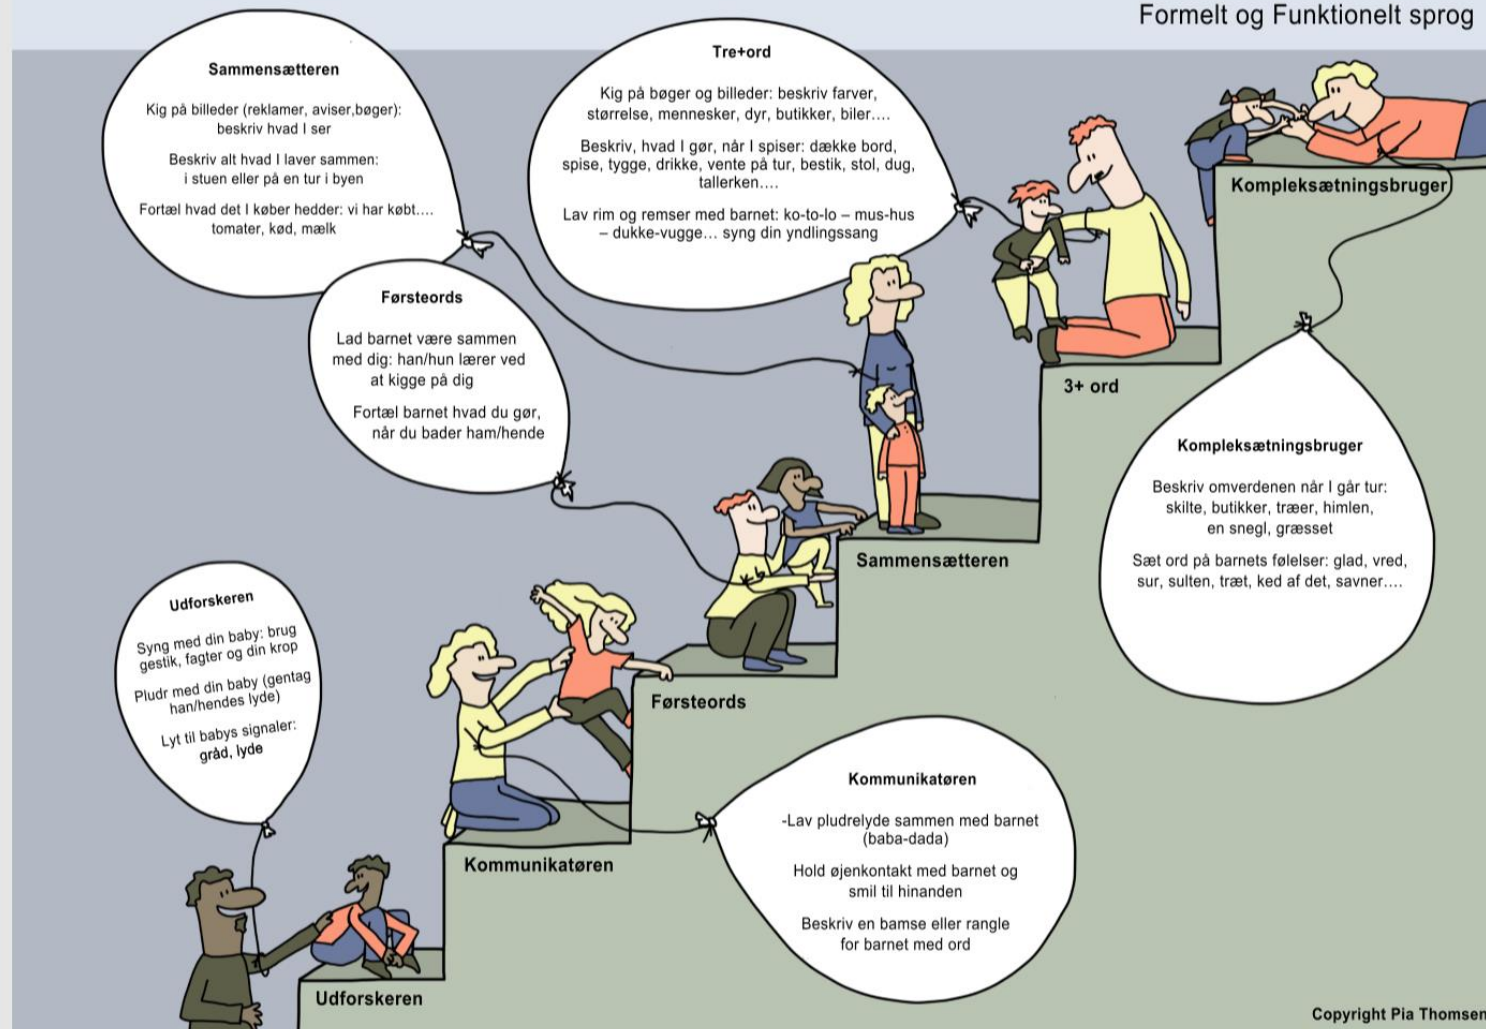 Formelt og Funktionelt sprog
Sammensætteren
Kig på billeder (reklamer, aviser,bøger):
beskriv hvad I ser
Beskriv alt hvad I laver sammen:
i stuen eller på en tur i byen
Fortæl hvad det I køber hedder: vi har købt....
tomater, kød, mælk
Tre+ord
Kig på bøger og billeder: beskriv farver,
størrelse, mennesker, dyr, butikker, biler....
Beskriv, hvad I gør, når I spiser: dække bord,
spise, tygge, drikke, vente på tur, bestik, stol, dug,
tallerken....
Lav rim og remser med barnet: ko-to-lo – mus-hus
– dukke-vugge... syng din yndlingssang
Førsteords
Lad barnet være sammen
med dig: han/hun lærer ved
at kigge på dig
Fortæl barnet hvad du gør,
når du bader ham/hende
Kompleksætningsbruger
3+ ord
Kompleksætningsbruger
Beskriv omverdenen når I går tur:
skilte, butikker, træer, himlen,
en snegl, græsset
Sæt ord på barnets følelser: glad, vred,
sur, sulten, træt, ked af det, savner....
Sammensætteren
Udforskeren
Syng med din baby: brug
gestik, fagter og din krop
Pludr med din baby (gentag
han/hendes lyde)
Lyt til babys signaler:
gråd, lyde
Førsteords
Kommunikatøren
-Lav pludrelyde sammen med barnet
(baba-dada)
Hold øjenkontakt med barnet og
smil til hinanden
Beskriv en bamse eller rangle
for barnet med ord
Kommunikatøren
Udforskeren
Copyright Pia Thomsen